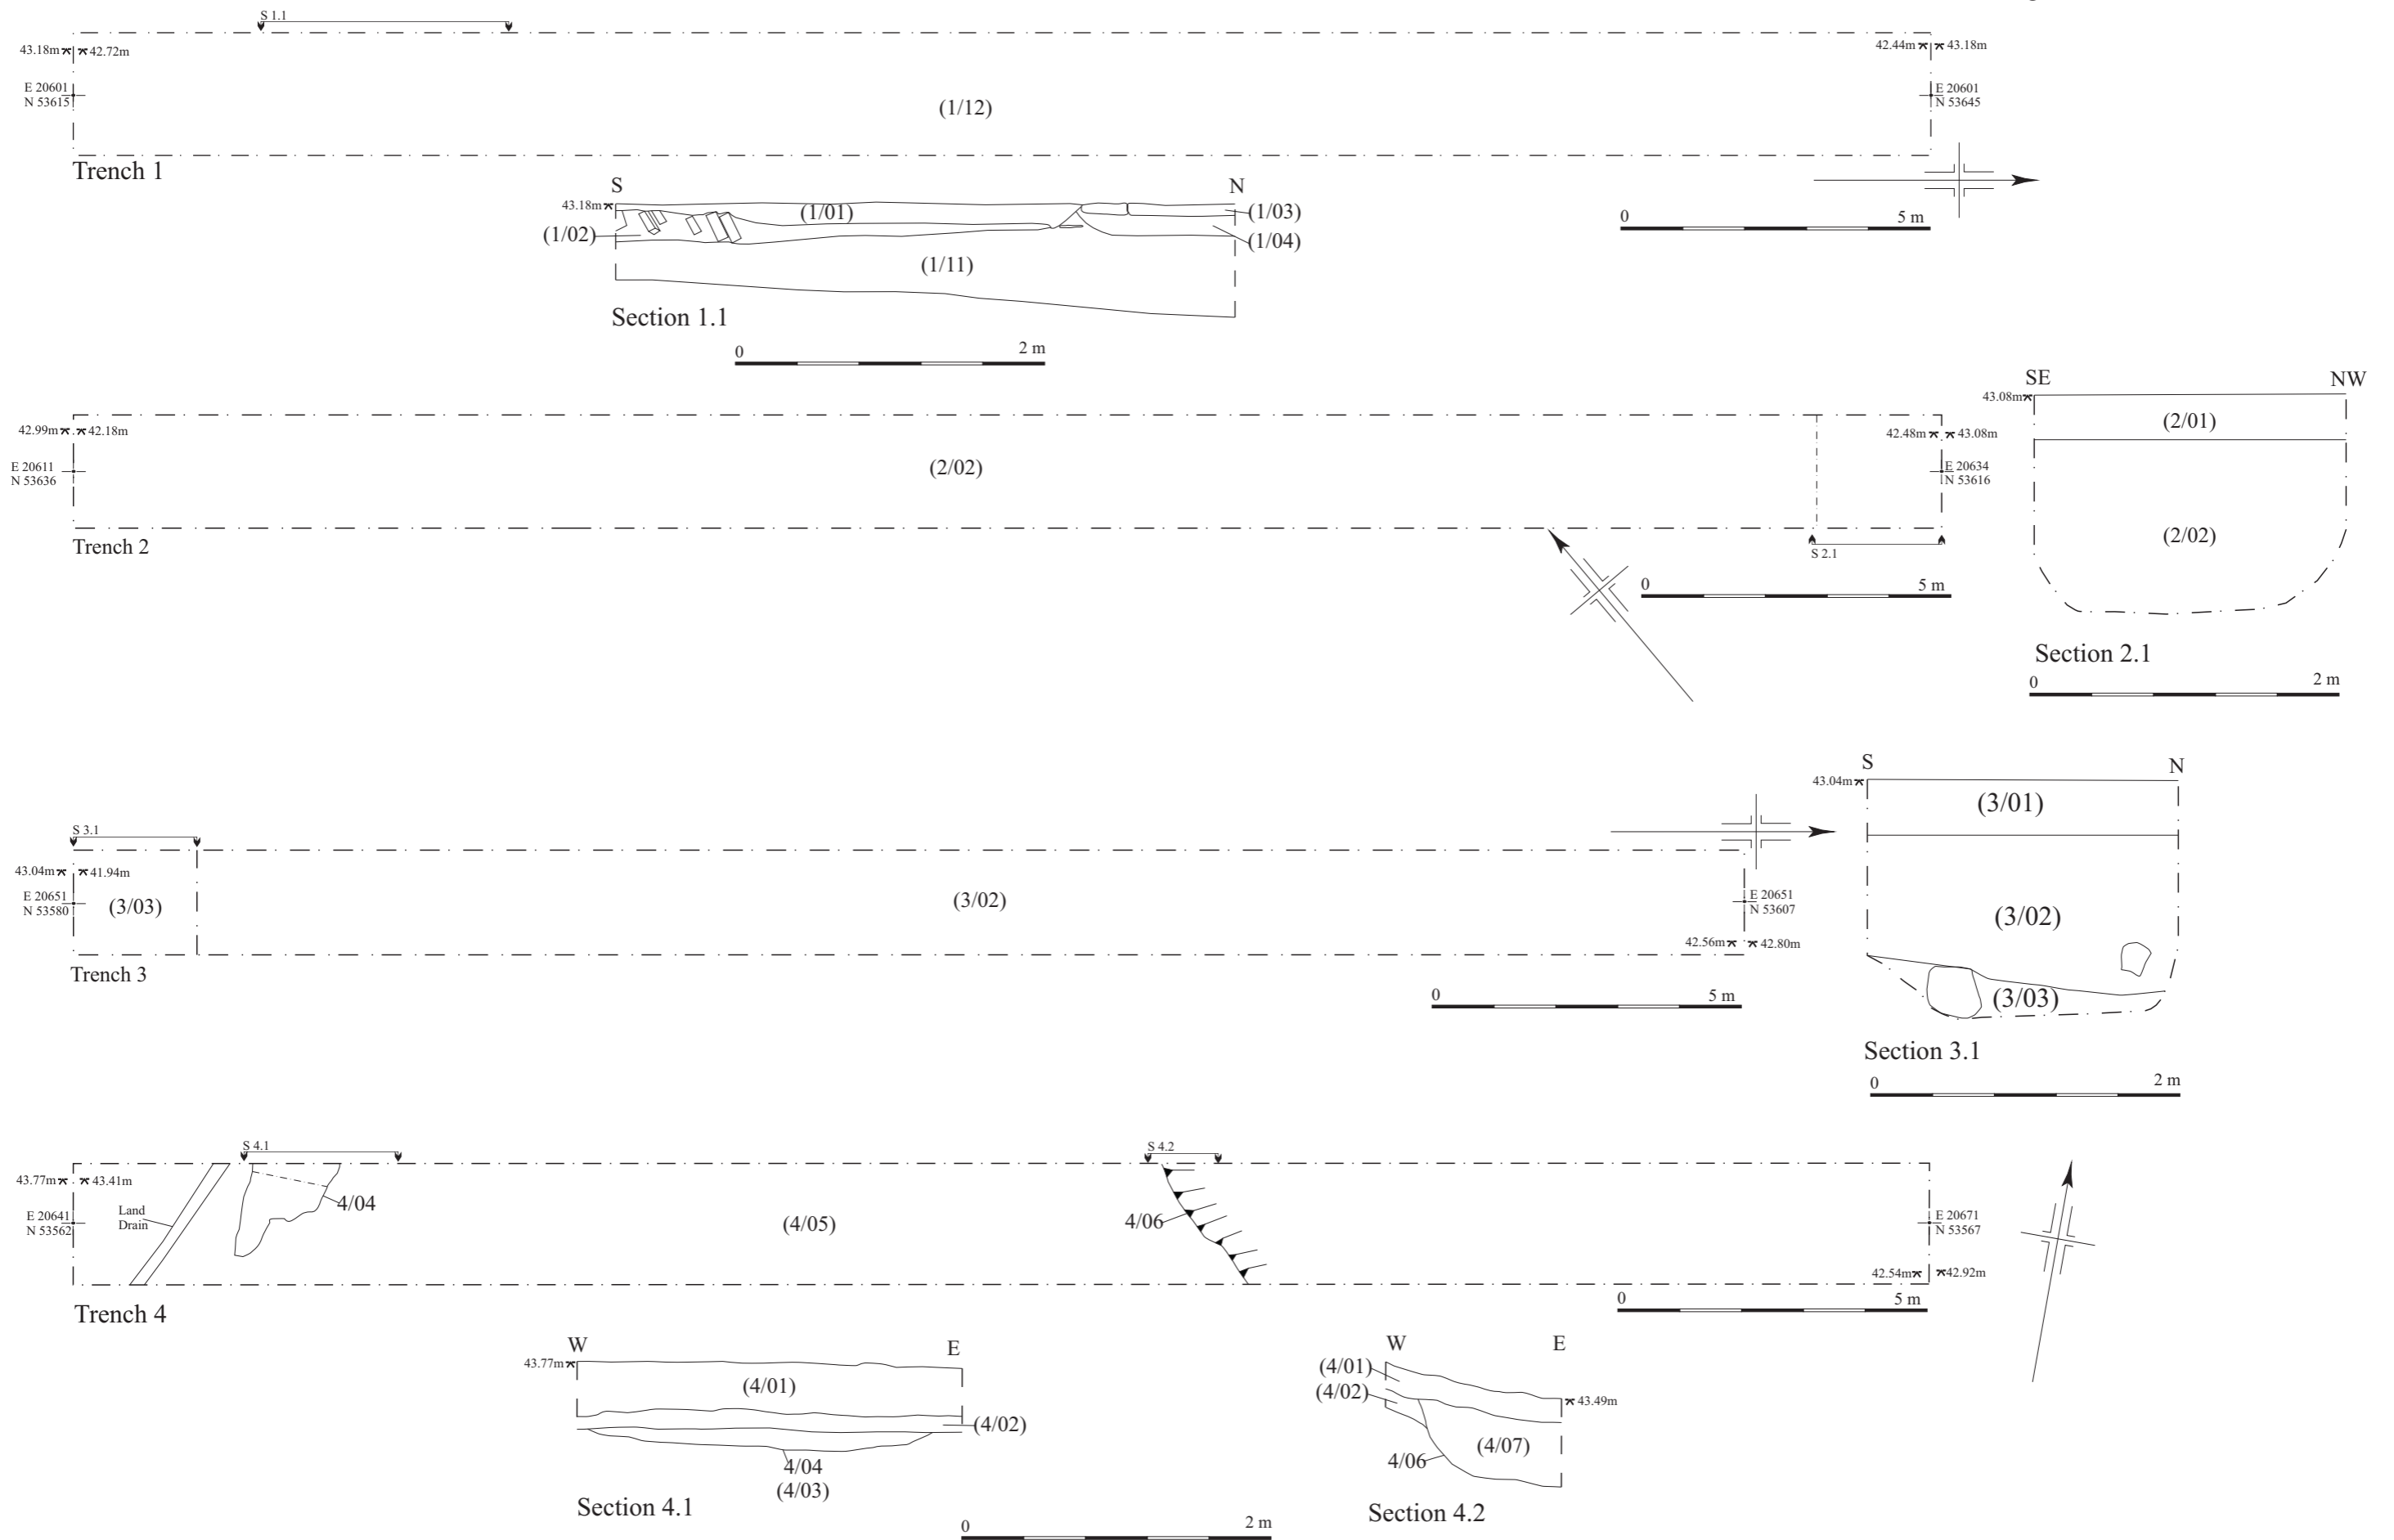 S 1.1
43.18m 42.72m
42.44m 43.18m
E 20601
N 53615
E 20601
N 53645
(1/12)
Trench 1
S
N
43.18m
(1/01)
(1/03)
(1/02)
(1/04)
(1/11)
Section 1.1
0 5 m
0 2 m
42.99m 42.18m
42.48m 43.08m
E 20611
N 53636
E 20634
N 53616
(2/02)
Trench 2
S 2.1
0 5 m
SE
NW
43.08m
(2/01)
(2/02)
Section 2.1
0 2 m
S 3.1
43.04m 41.94m
E 20651
N 53580
(3/03)
(3/02)
E 20651
N 53607
42.56m 42.80m
Trench 3
0 5 m
S
N
43.04m
(3/01)
(3/02)
(3/03)
Section 3.1
0 2 m
S 4.1
S 4.2
43.77m 43.41m
E 20641
N 53562
Land
Drain
4/04
(4/05)
4/06
E 20671
N 53567
42.54m 42.92m
Trench 4
0 5 m
W
E
43.77m
(4/01)
(4/02)
4/04
(4/03)
Section 4.1
0 2 m
W
E
(4/01)
(4/02)
43.49m
(4/07)
4/06
Section 4.2